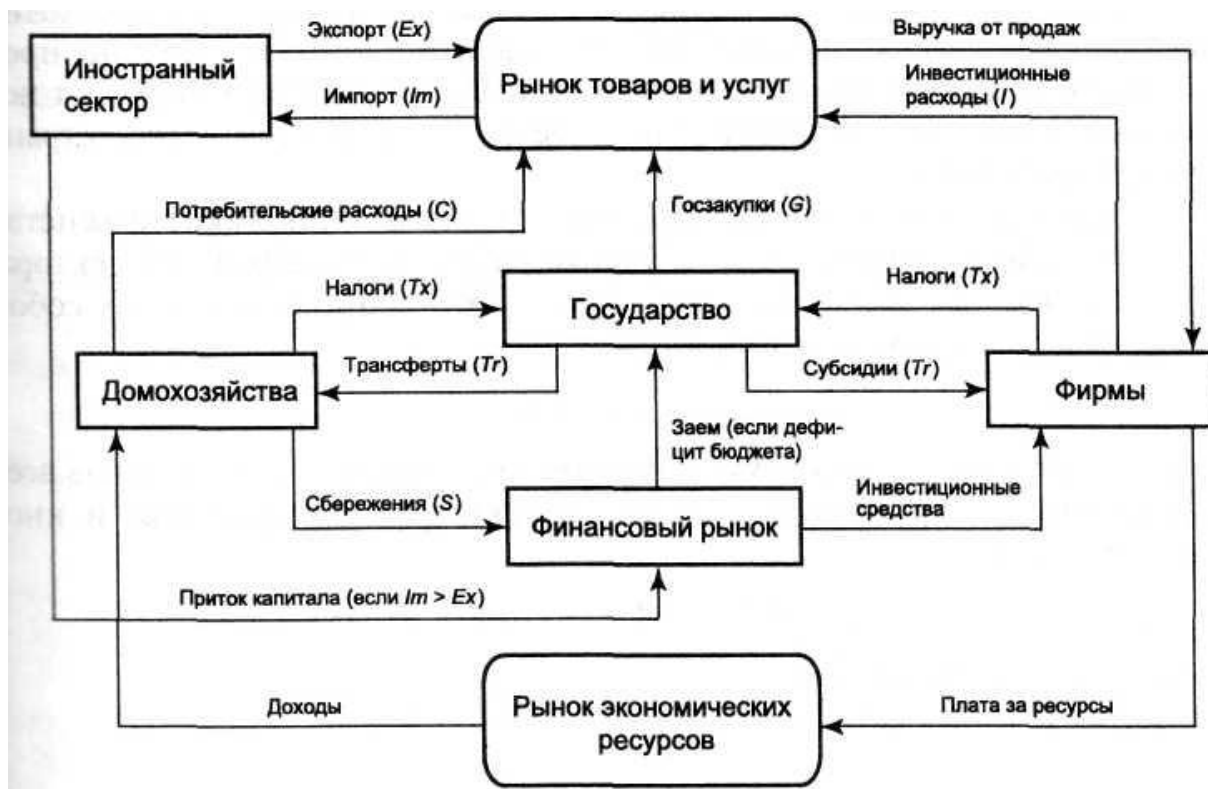 Экспорт (Ex)
Выручка от продаж
Иностранный
сектор
Рынок товаров и услуг
Инвестиционные
расходы (I)
Импорт (Im)
Потребительские расходы (C)
Госзакупки (G)
Налоги (Tx)
Государство
Налоги (Tx)
Домохозяйства
Трансферты (Tr)
Субсидии (Tr)
Фирмы
Заем (если дефи-
цит бюджета)
Сбережения (S)
Финансовый рынок
Инвестиционные
средства
Приток капитала (если Im > Ex)
Доходы
Рынок экономических
ресурсов
Плата за ресурсы